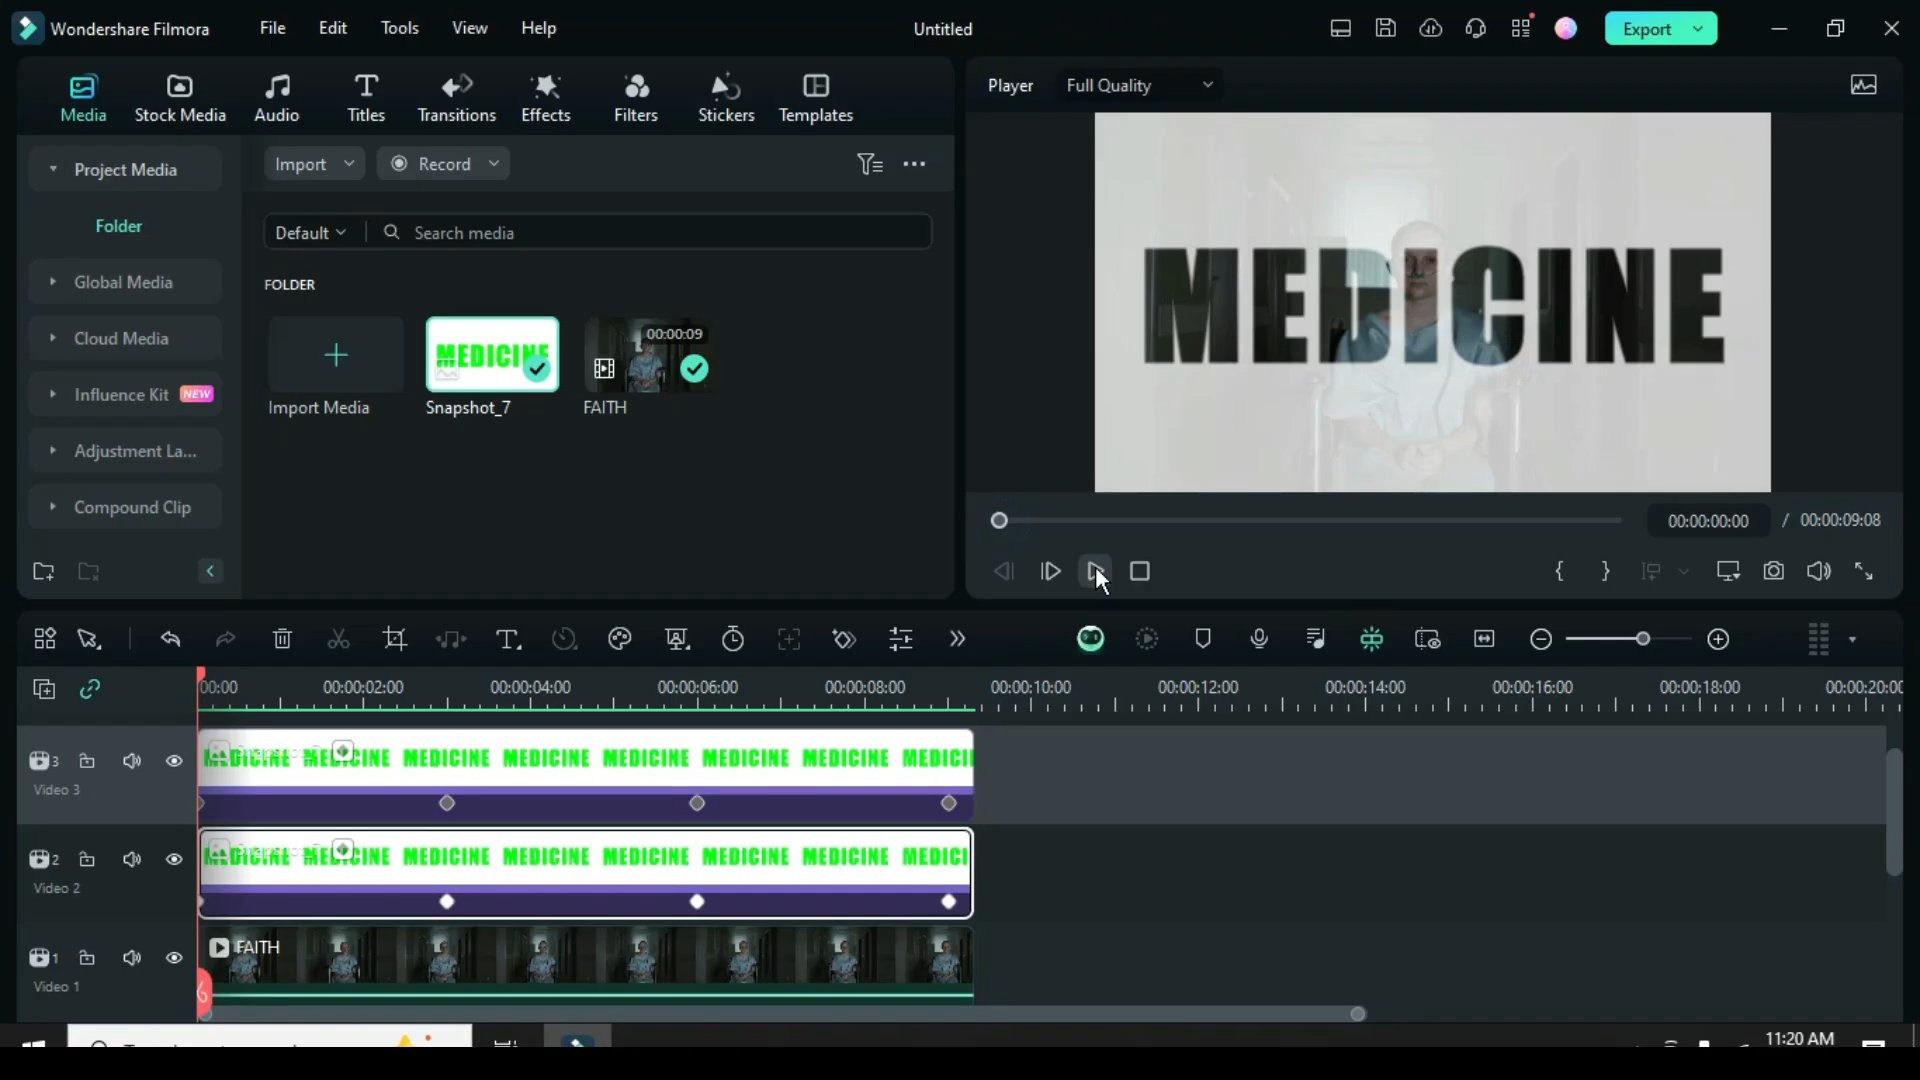 Wondershare Filmora File Edit Tools View Help Untitled Export
Media Stock Media Audio Titles Transitions Effects Filters Stickers Templates
Player Full Quality
Project Media
Import Record
Folder
Default Search media
Global Media
FOLDER
Cloud Media
Influence Kit NEW
Adjustment La...
Compound Clip
MEDICINE
00:00:09
Import Media Snapshot_7 FAITH
MEDICINE
00:00:00:00 / 00:00:09:08
00:00 00:00:02:00 00:00:04:00 00:00:06:00 00:00:08:00 00:00:10:00 00:00:12:00 00:00:14:00 00:00:16:00 00:00:18:00
3
MEDICINE MEDICINE MEDICINE MEDICINE MEDICINE MEDICINE MEDICINE
Video 3
2
MEDICINE MEDICINE MEDICINE MEDICINE MEDICINE MEDICINE MEDICINE
Video 2
1
FAITH
Video 1
11:20 AM